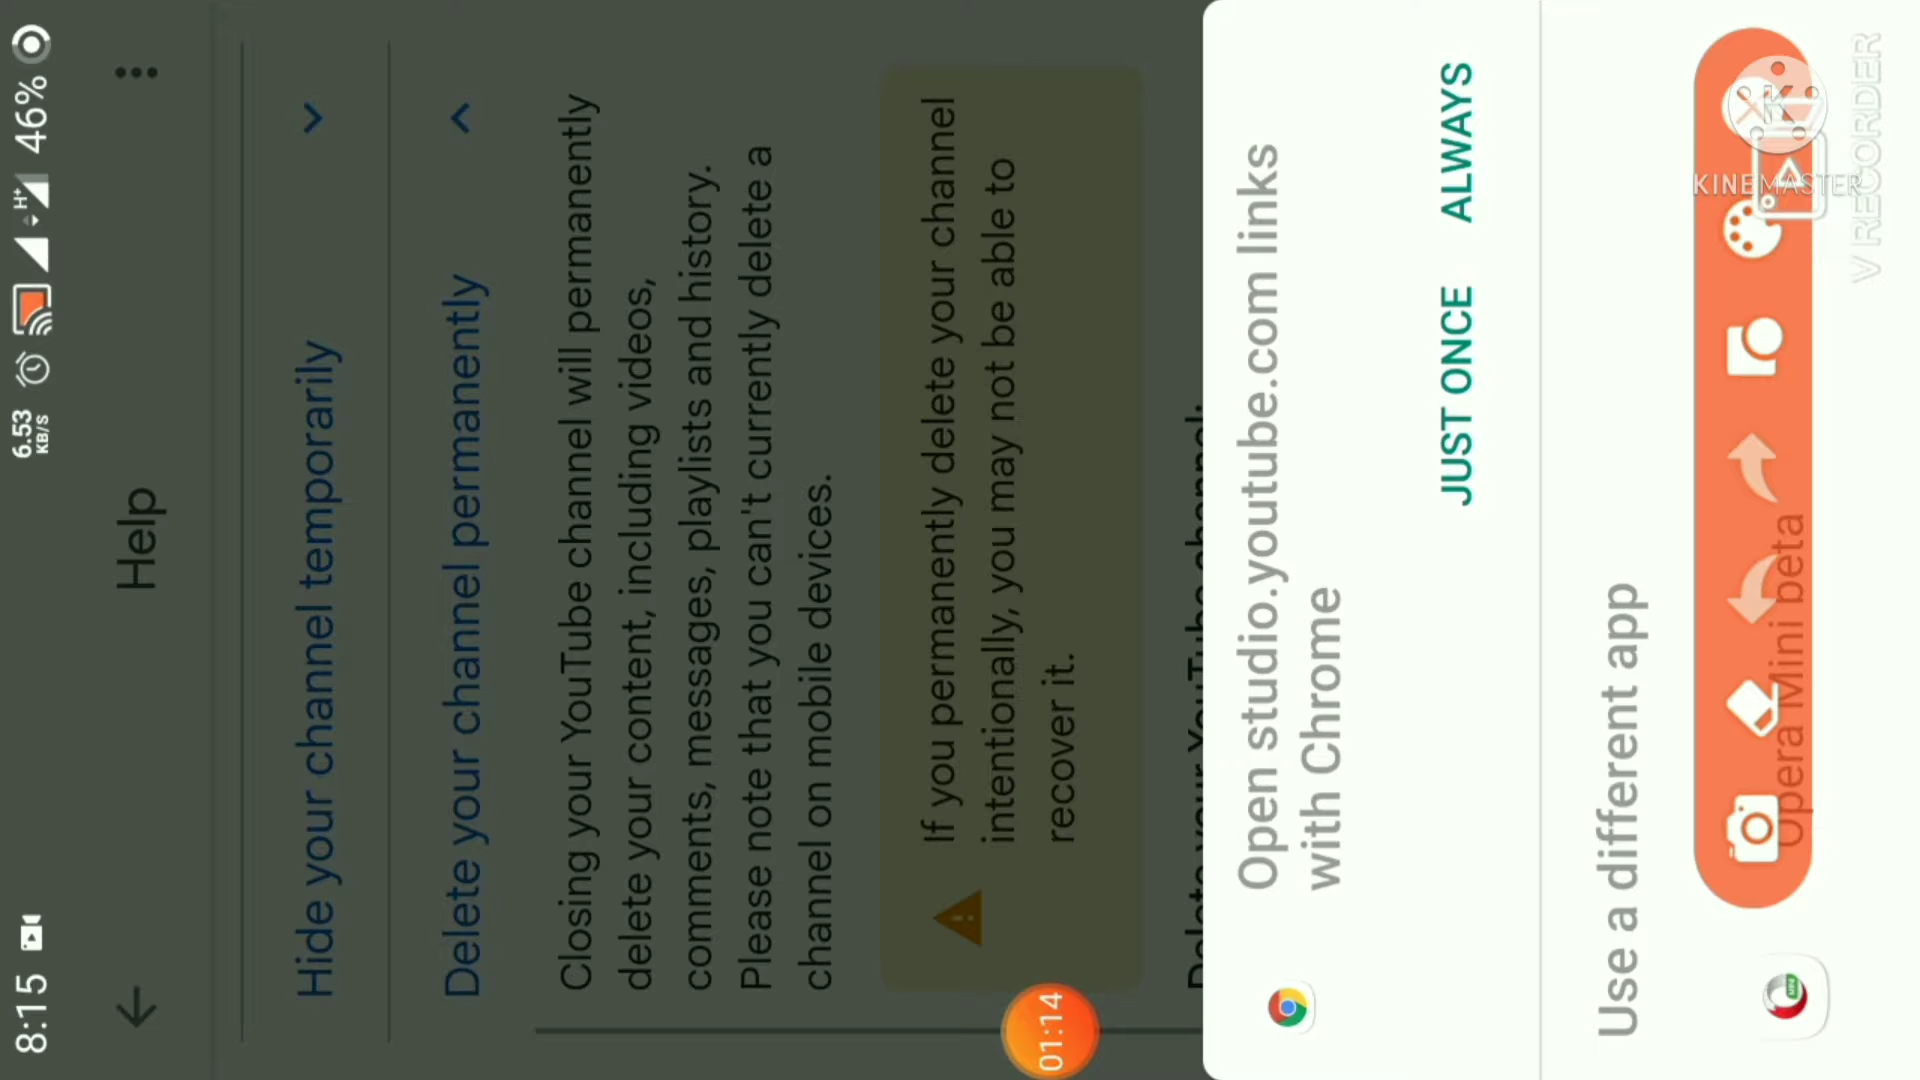 8:15
6.53
KB/S
H+
46%
Help
Hide your channel temporarily
Delete your channel permanently
Closing your YouTube channel will permanently
delete your content, including videos,
comments, messages, playlists and history.
Please note that you can't currently delete a
channel on mobile devices.
If you permanently delete your channel
intentionally, you may not be able to
recover it.
Delete your YouTube channel:
01:14
Open studio.youtube.com links
with Chrome
JUST ONCE
ALWAYS
Use a different app
Opera Mini beta
K
KINEMASTER
V RECORDER